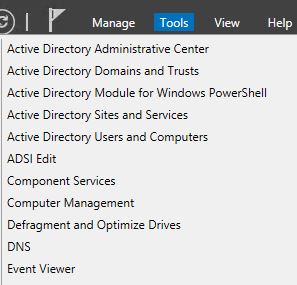 Manage Tools View Help
Active Directory Administrative Center
Active Directory Domains and Trusts
Active Directory Module for Windows PowerShell
Active Directory Sites and Services
Active Directory Users and Computers
ADSI Edit
Component Services
Computer Management
Defragment and Optimize Drives
DNS
Event Viewer